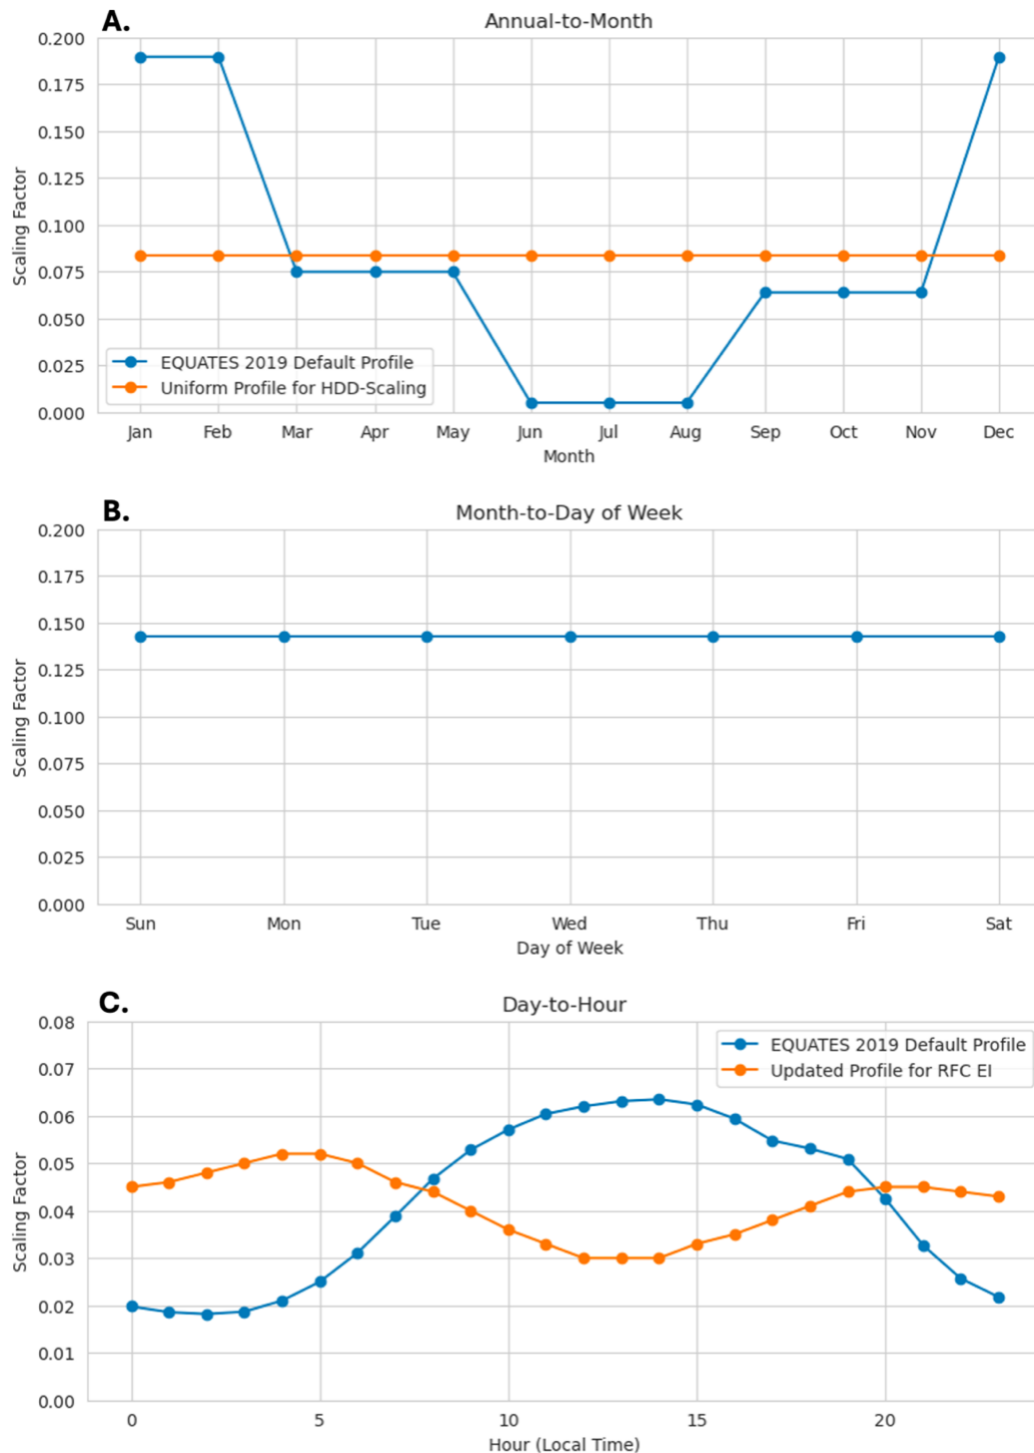 A.
Annual-to-Month
0.200
0.175
0.150
0.125
0.100
0.075
0.050
0.025
0.000
Scaling Factor
EQUATES 2019 Default Profile
Uniform Profile for HDD-Scaling
Jan Feb Mar Apr May Jun Jul Aug Sep Oct Nov Dec
Month
B.
Month-to-Day of Week
0.200
0.175
0.150
0.125
0.100
0.075
0.050
0.025
0.000
Scaling Factor
Sun Mon Tue Wed Thu Fri Sat
Day of Week
C.
Day-to-Hour
0.08
0.07
0.06
0.05
0.04
0.03
0.02
0.01
0.00
Scaling Factor
EQUATES 2019 Default Profile
Updated Profile for RFC EI
0 5 10 15 20
Hour (Local Time)